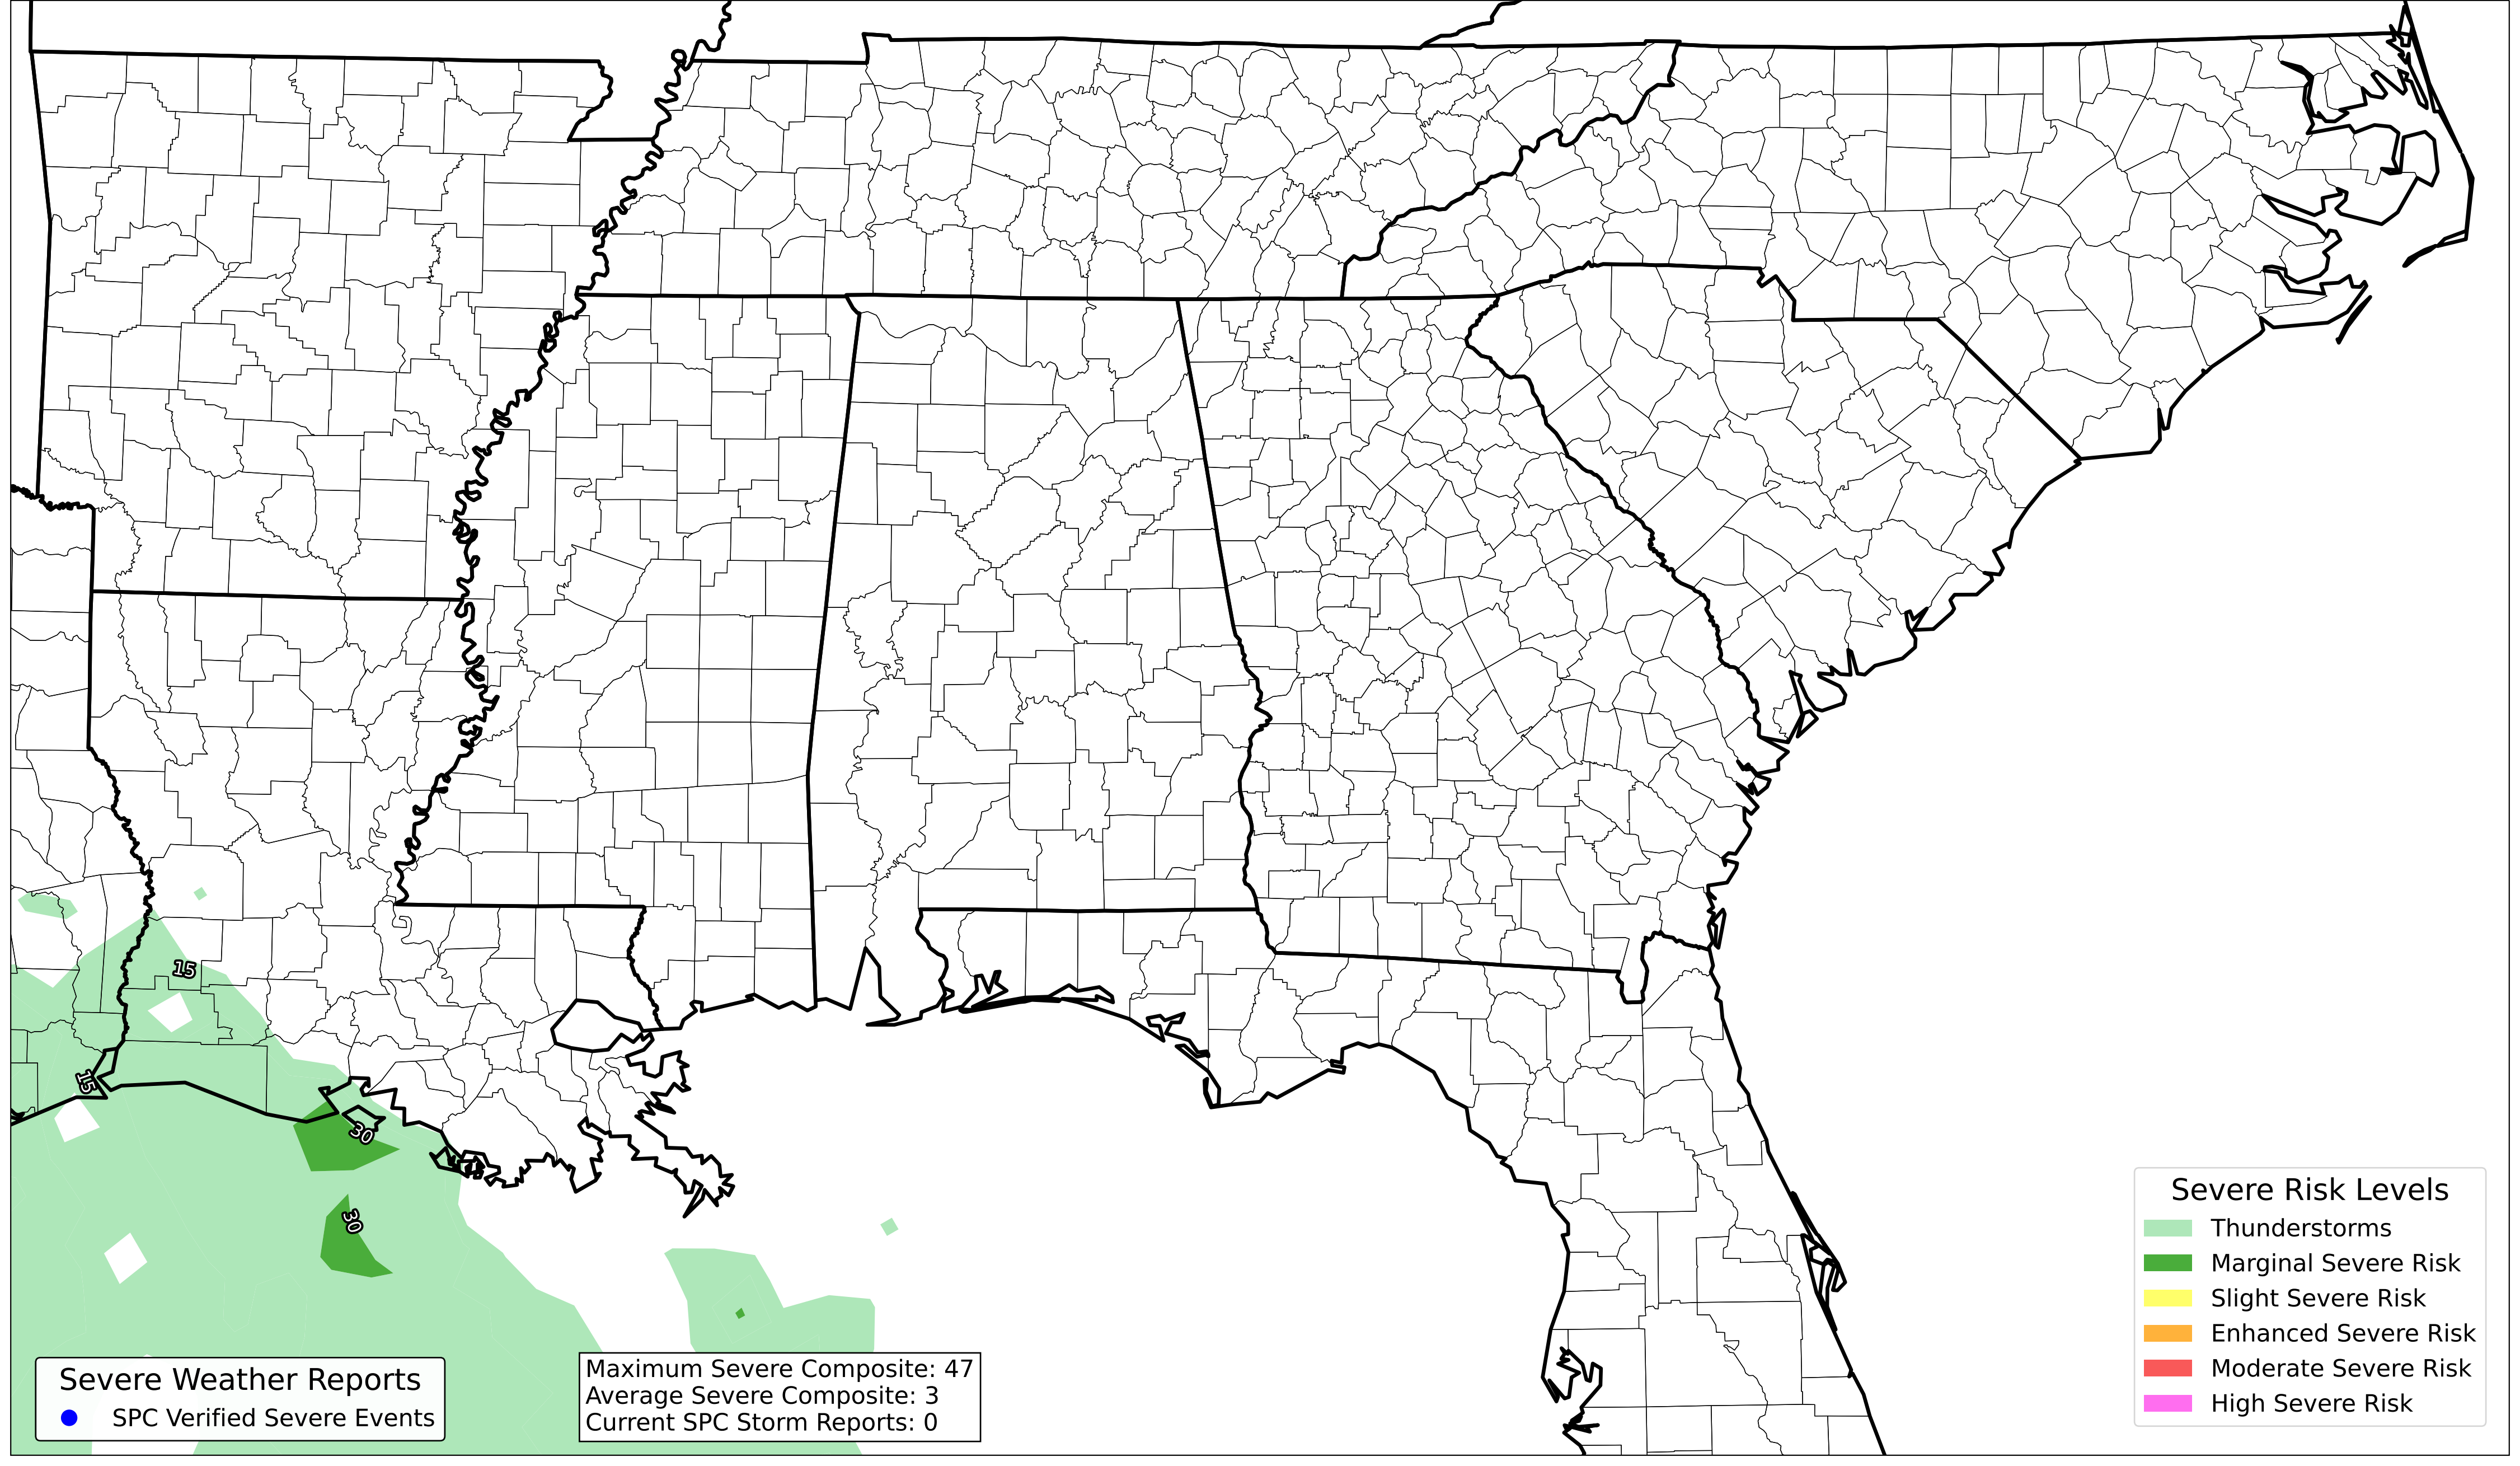 15
15
30
30
Severe Weather Reports
SPC Verified Severe Events
Maximum Severe Composite: 47
Average Severe Composite: 3
Current SPC Storm Reports: 0
Severe Risk Levels
Thunderstorms
Marginal Severe Risk
Slight Severe Risk
Enhanced Severe Risk
Moderate Severe Risk
High Severe Risk